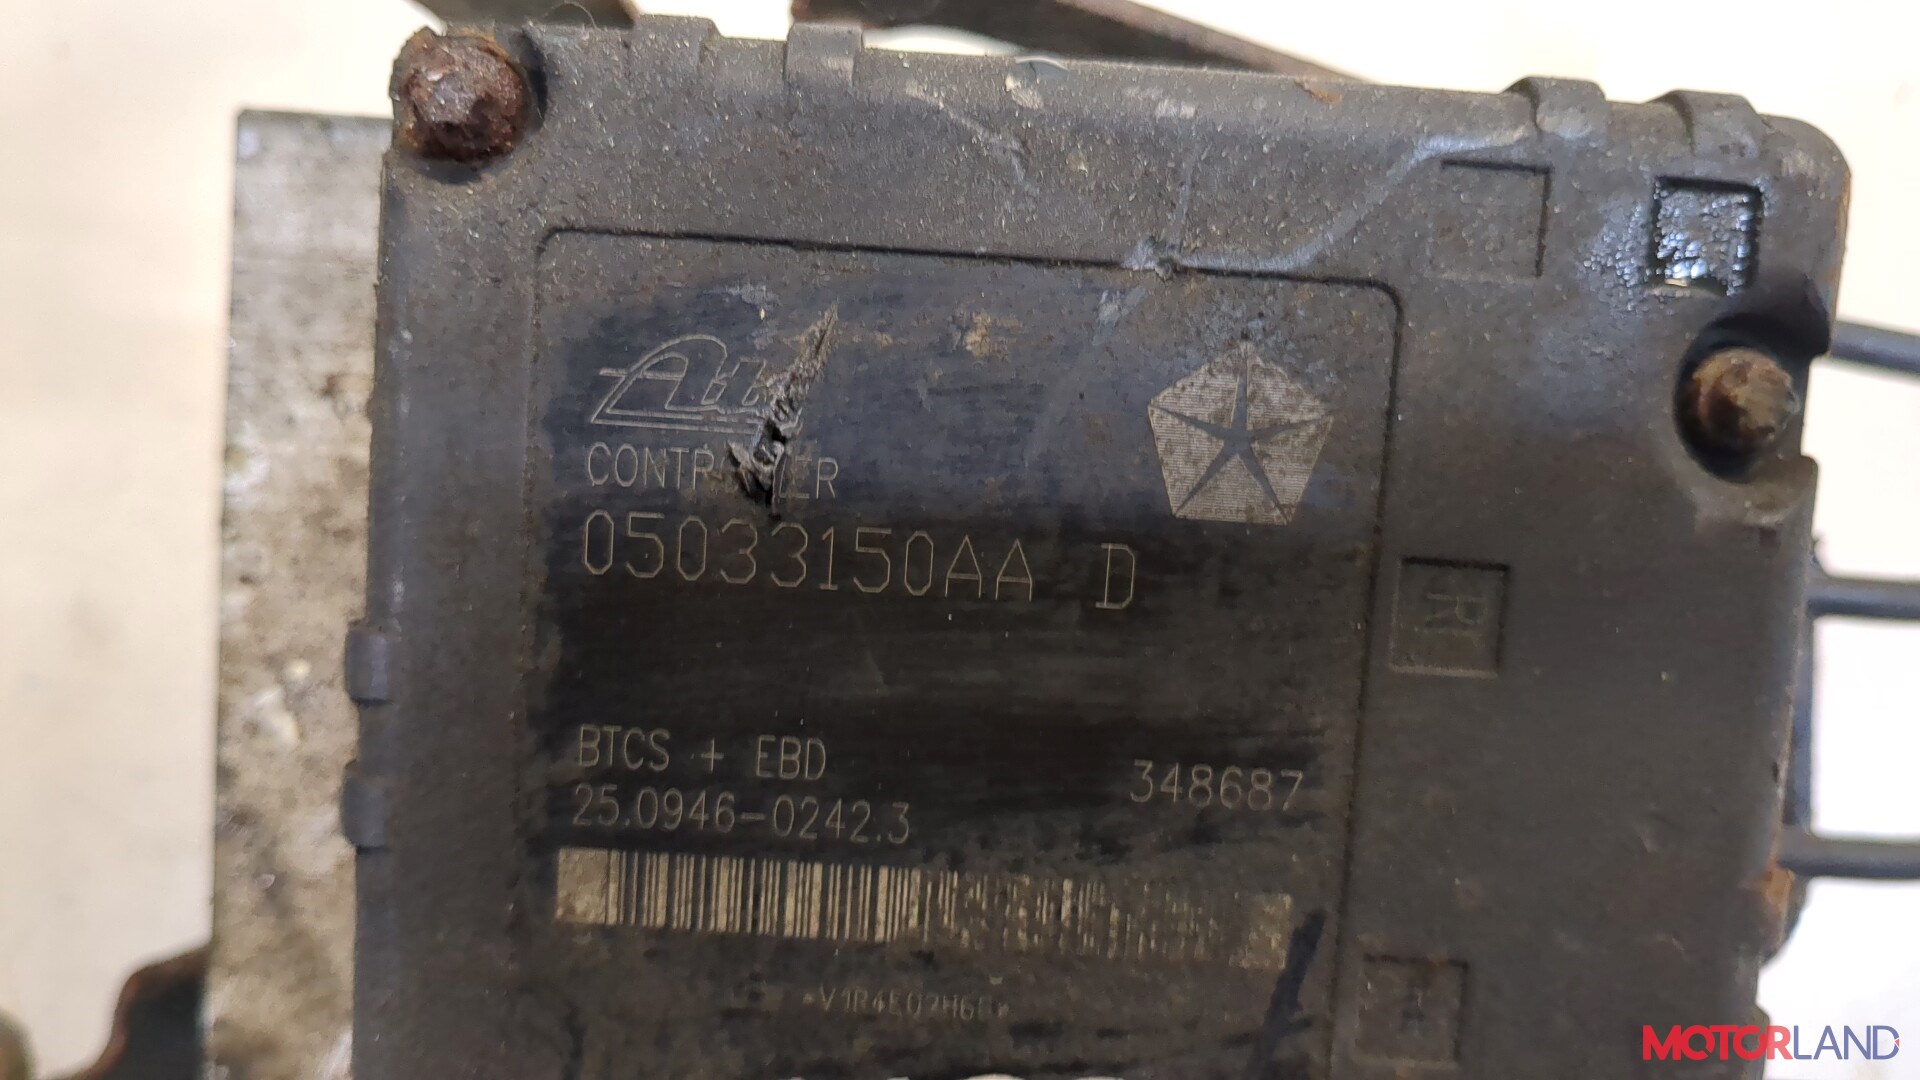 05033150AA D
BTCS + EBD
348687
25.0946-0242.3
R
MOTORLAND